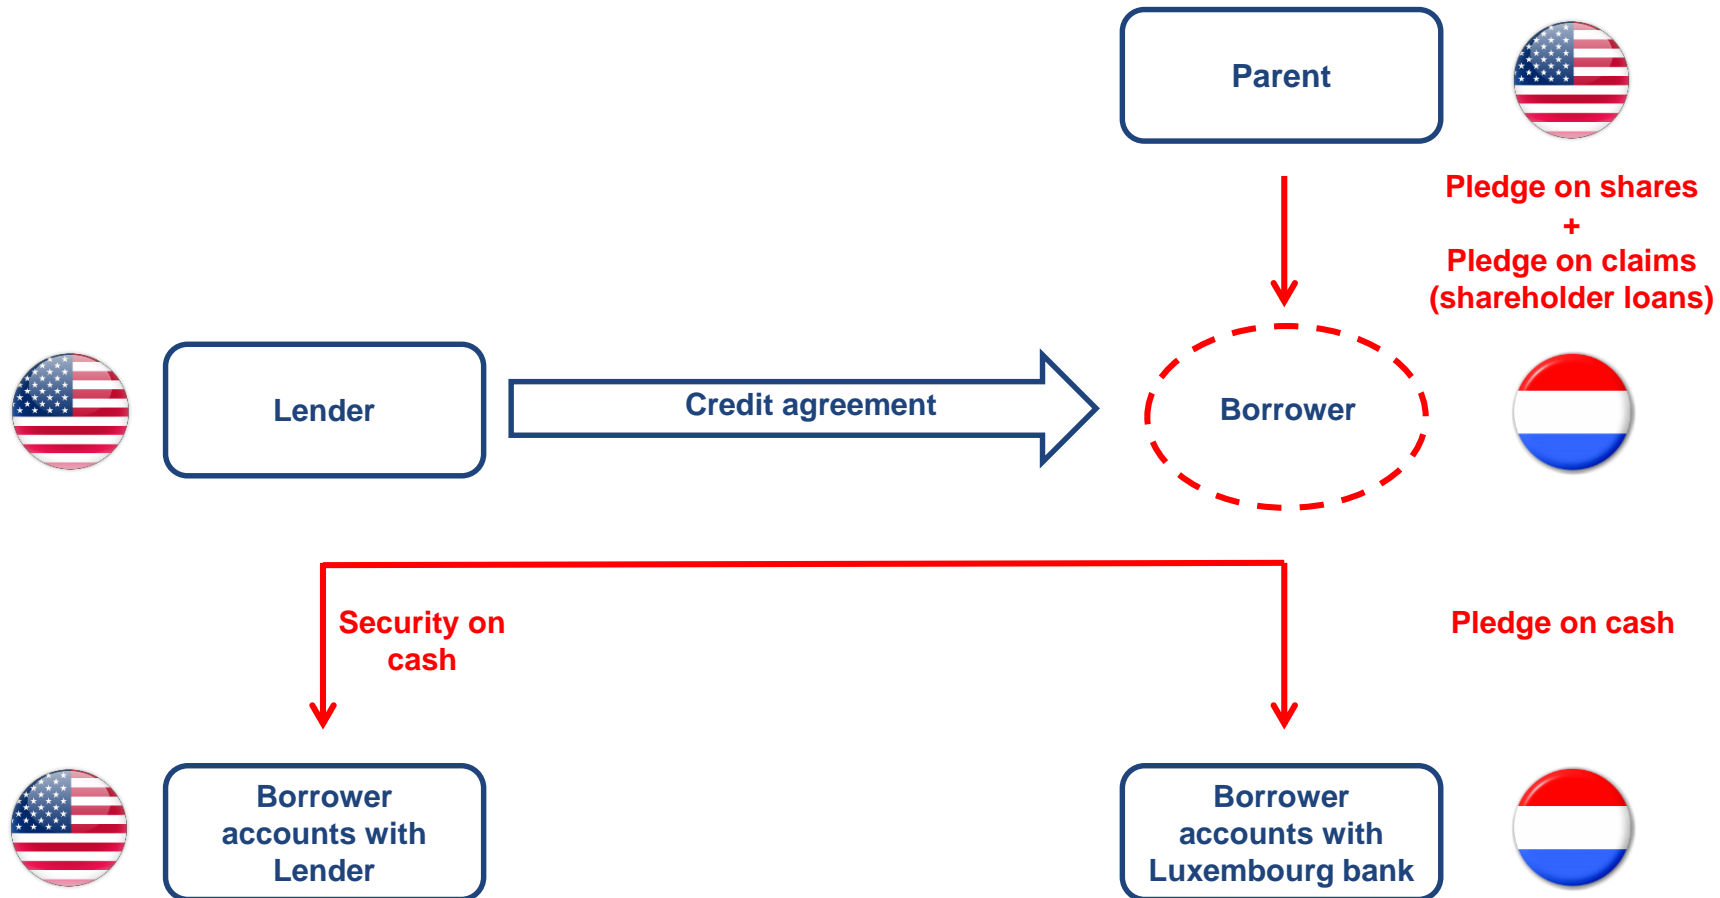 Parent
Pledge on shares
+
Pledge on claims
(shareholder loans)
Lender
Credit agreement
Borrower
Security on
cash
Pledge on cash
Borrower
accounts with
Lender
Borrower
accounts with
Luxembourg bank